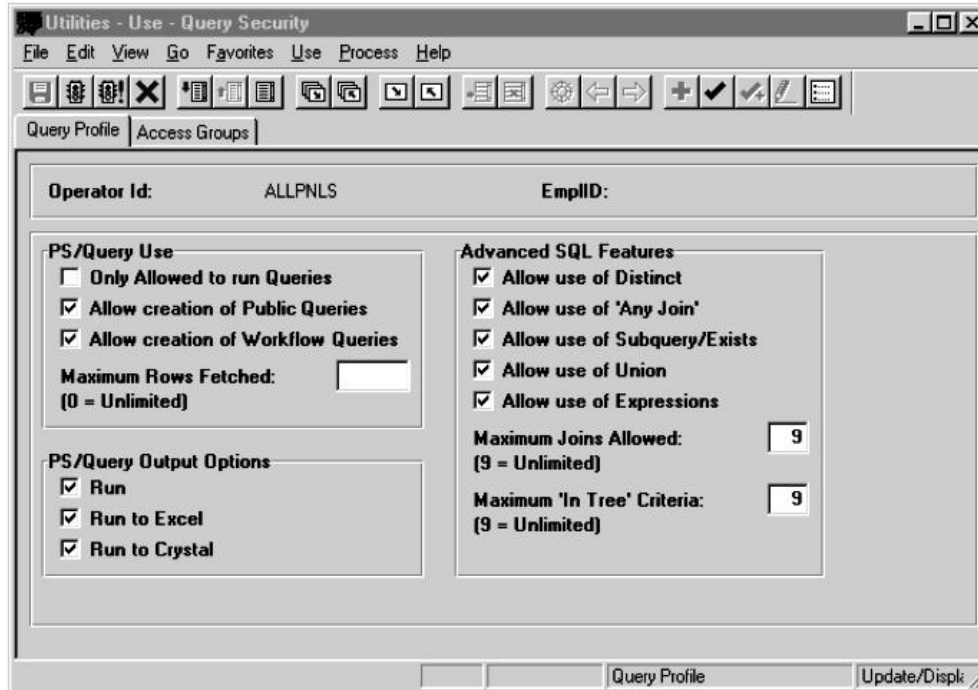 Utilities - Use - Query Security
File Edit View Go Favorites Use Process Help
Query Profile Access Groups
Operator Id: ALLPNLS EmplID:
PS/Query Use
Only Allowed to run Queries
Allow creation of Public Queries
Allow creation of Workflow Queries
Maximum Rows Fetched:
(0 = Unlimited)
PS/Query Output Options
Run
Run to Excel
Run to Crystal
Advanced SQL Features
Allow use of Distinct
Allow use of 'Any Join'
Allow use of Subquery/Exists
Allow use of Union
Allow use of Expressions
Maximum Joins Allowed: 9
(9 = Unlimited)
Maximum 'In Tree' Criteria: 9
(9 = Unlimited)
Query Profile Update/Displa